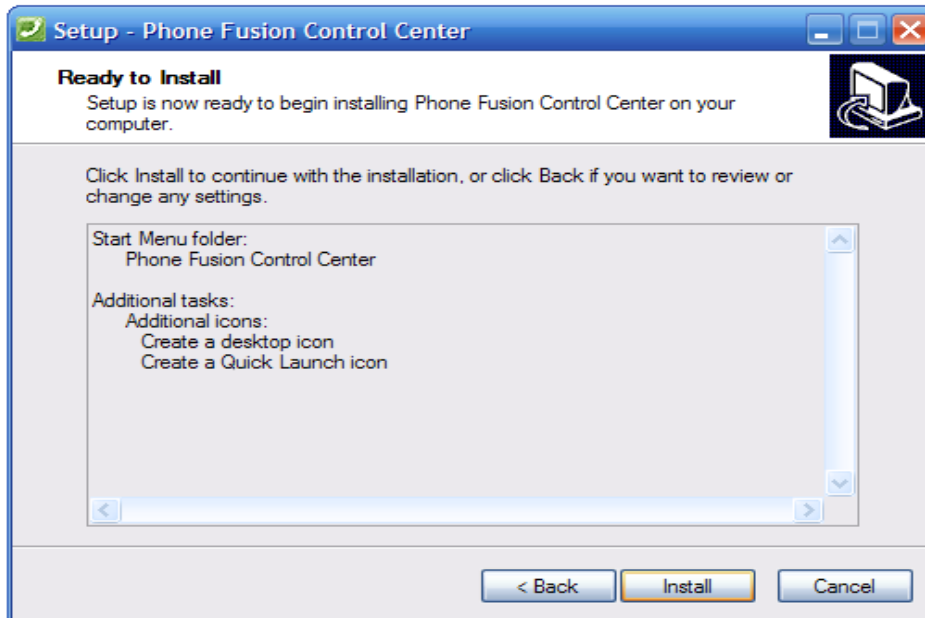 Setup - Phone Fusion Control Center
Ready to Install
Setup is now ready to begin installing Phone Fusion Control Center on your
computer.
Click Install to continue with the installation, or click Back if you want to review or
change any settings.
Start Menu folder:
Phone Fusion Control Center
Additional tasks:
Additional icons:
Create a desktop icon
Create a Quick Launch icon
< Back Install Cancel